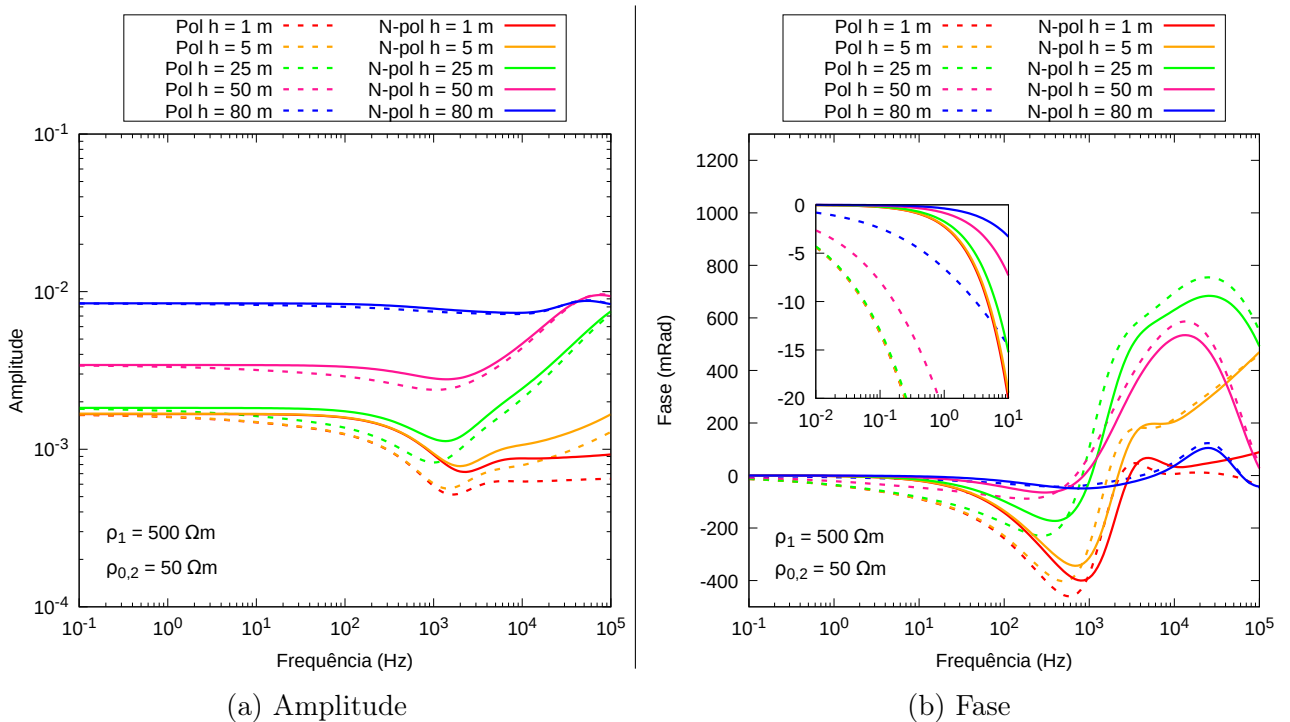 Pol h = 1 m N-pol h = 1 m
Pol h = 5 m N-pol h = 5 m
Pol h = 25 m N-pol h = 25 m
Pol h = 50 m N-pol h = 50 m
Pol h = 80 m N-pol h = 80 m
10⁻¹
10⁻²
10⁻³
10⁻⁴
Amplitude
ρ₁ = 500 Ωm
ρ₀,₂ = 50 Ωm
10⁻¹ 10⁰ 10¹ 10² 10³ 10⁴ 10⁵
Frequência (Hz)
(a) Amplitude
Pol h = 1 m N-pol h = 1 m
Pol h = 5 m N-pol h = 5 m
Pol h = 25 m N-pol h = 25 m
Pol h = 50 m N-pol h = 50 m
Pol h = 80 m N-pol h = 80 m
1200
1000
800
600
400
200
0
-200
-400
Fase (mRad)
0
-5
-10
-15
-20
10⁻² 10⁻¹ 10⁰ 10¹
ρ₁ = 500 Ωm
ρ₀,₂ = 50 Ωm
10⁻¹ 10⁰ 10¹ 10² 10³ 10⁴ 10⁵
Frequência (Hz)
(b) Fase